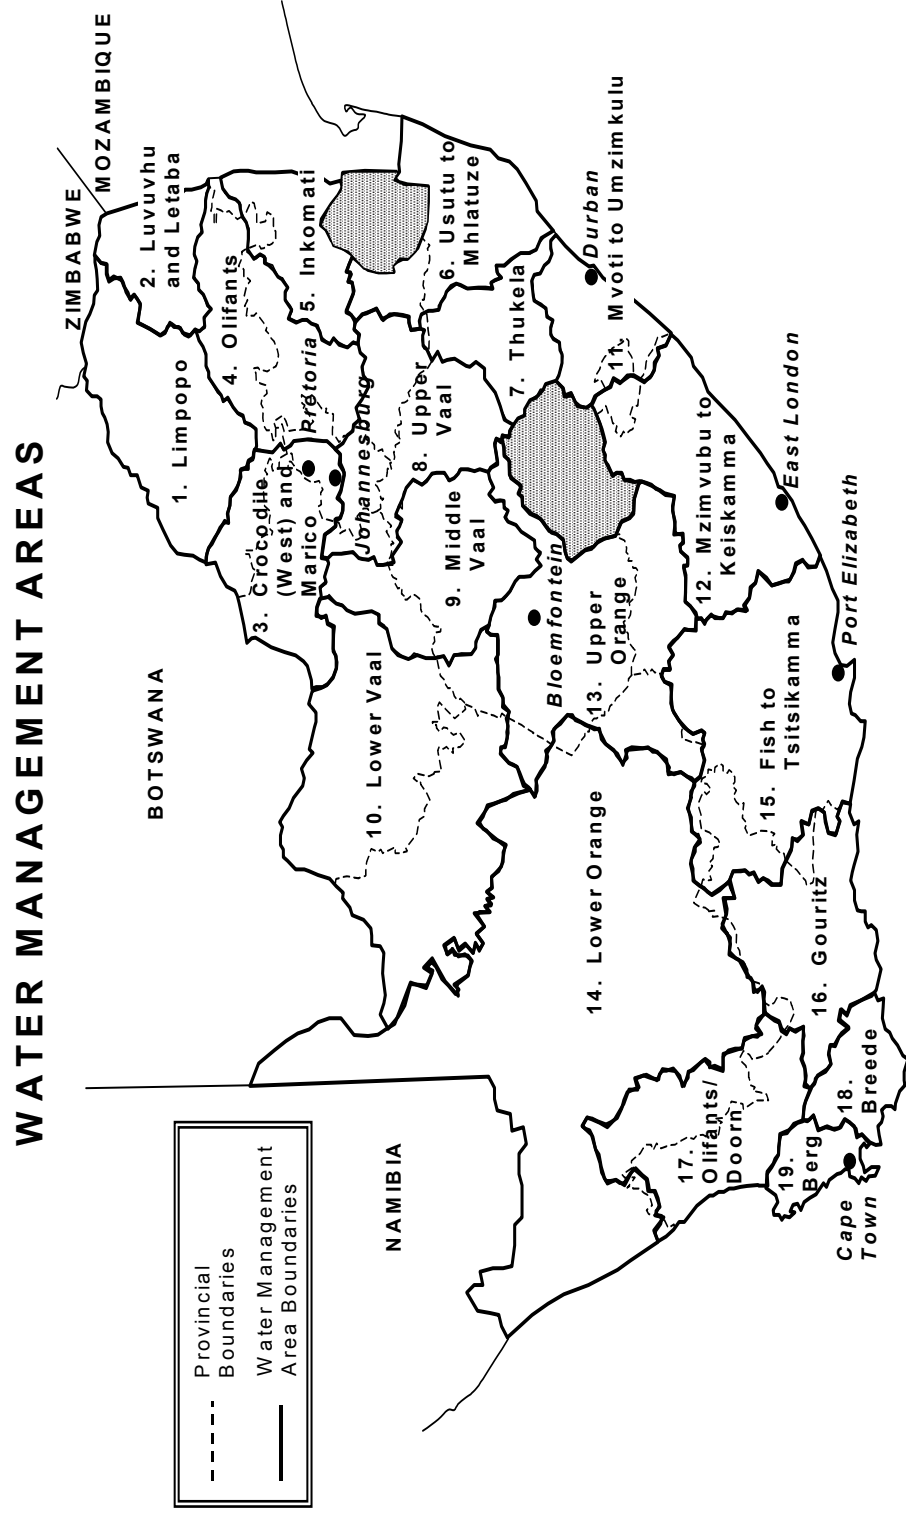 WATER MANAGEMENT AREAS
ZIMBABWE
MOZAMBIQUE
BOTSWANA
NAMIBIA
1. Limpopo
2. Luvuvhu
and Letaba
3. Crocodile
(West) and
Marico
4. Olifants
5. Inkomati
Pretoria
Johannesburg
6. Usutu to
Mhlatuze
7. Thukela
8. Upper
Vaal
9. Middle
Vaal
10. Lower Vaal
Durban
11. Mvoti to Umzimkulu
12. Mzimvubu to
Keiskamma
East London
Bloemfontein
13. Upper
Orange
14. Lower Orange
15. Fish to
Tsitsikamma
Port Elizabeth
16. Gouritz
17.
Olifants/
Doorn
18.
Breede
19.
Berg
Cape
Town
Provincial
Boundaries
Water Management
Area Boundaries